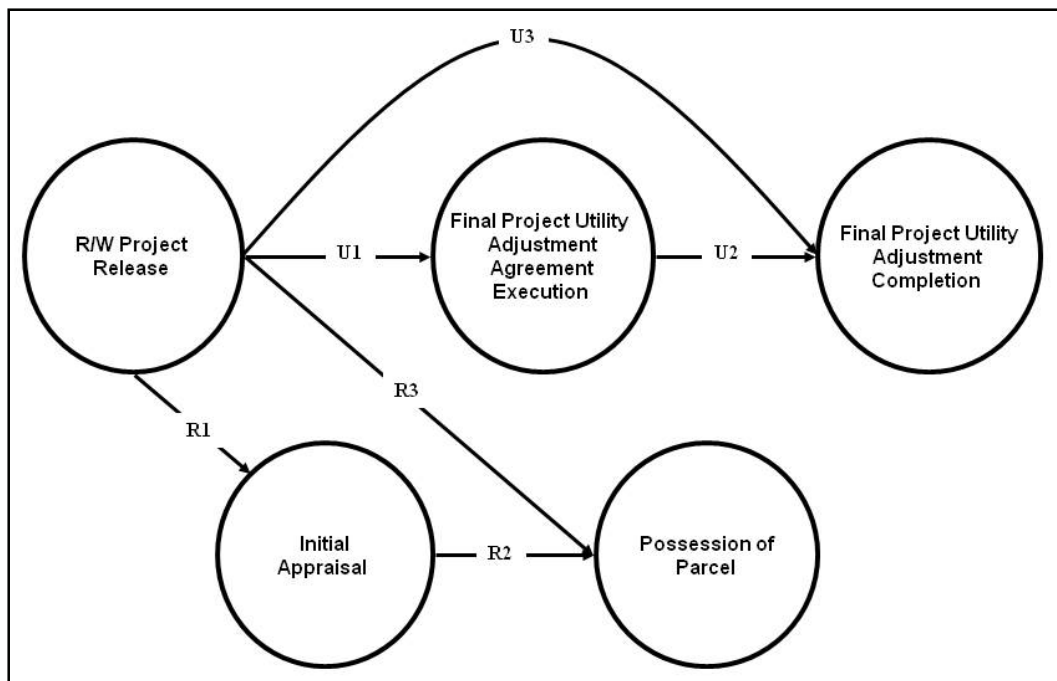 U3
R/W Project
Release
U1
Final Project Utility
Adjustment
Agreement
Execution
U2
Final Project Utility
Adjustment
Completion
R3
R1
Initial
Appraisal
R2
Possession of
Parcel